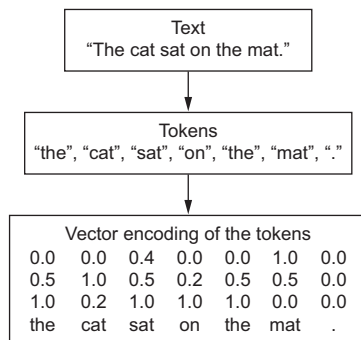 Text
“The cat sat on the mat.”
Tokens
“the”, “cat”, “sat”, “on”, “the”, “mat”, “.”
Vector encoding of the tokens
0.0 0.0 0.4 0.0 0.0 1.0 0.0
0.5 1.0 0.5 0.2 0.5 0.5 0.0
1.0 0.2 1.0 1.0 1.0 0.0 0.0
the cat sat on the mat .